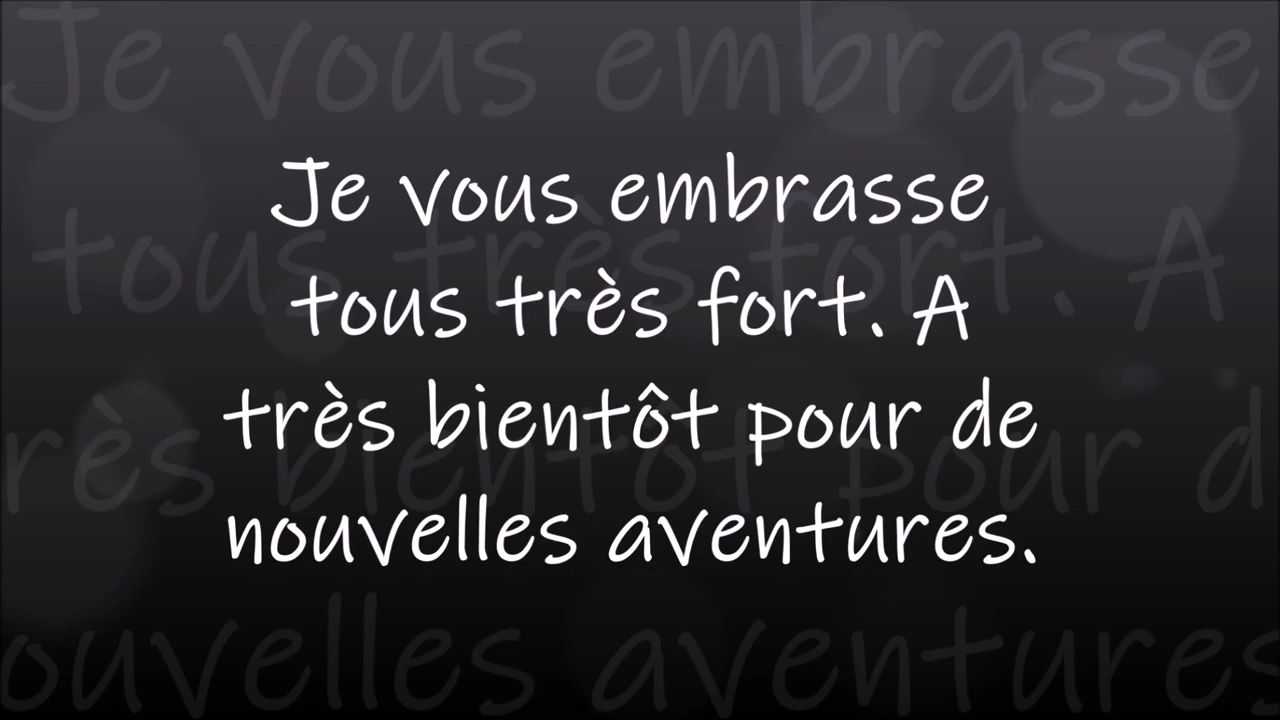 Je vous embrasse
tous très fort. A
très bientôt pour de
nouvelles aventures.